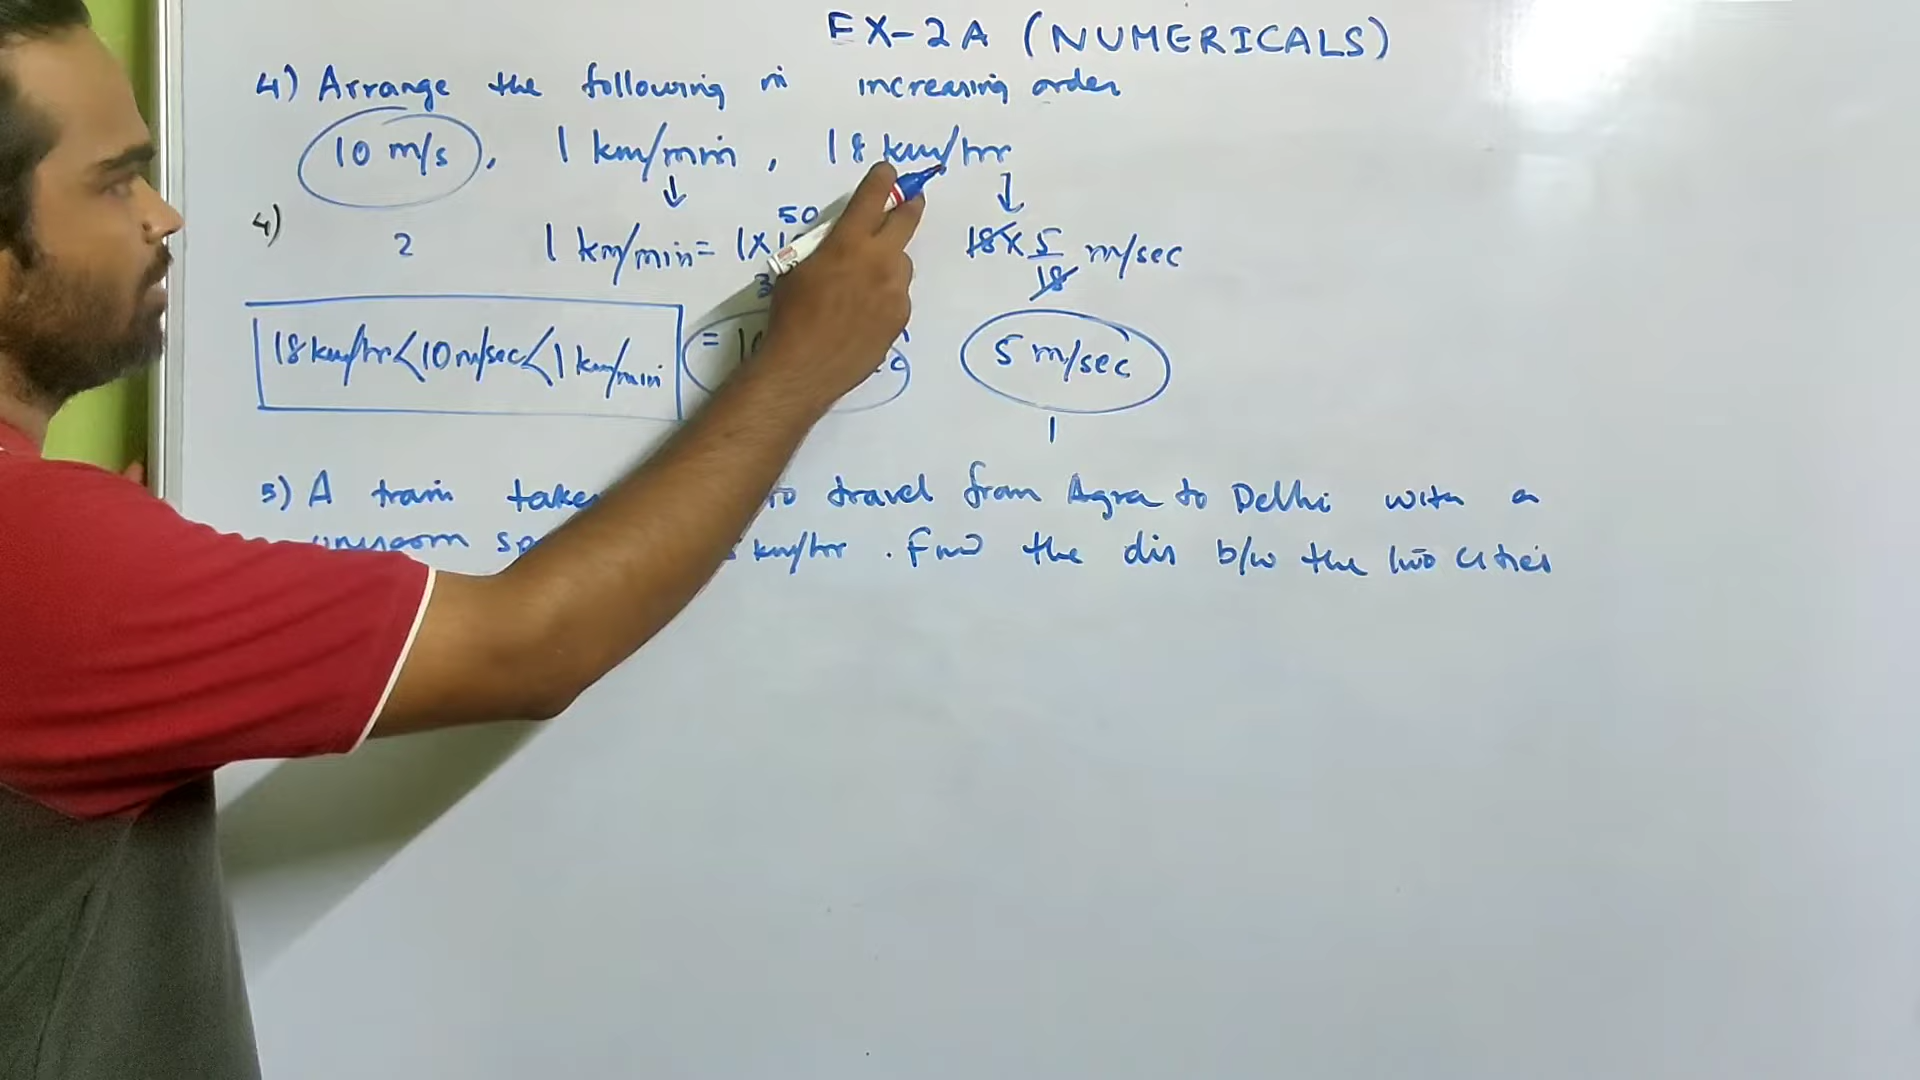 EX-2A (NUMERICALS)
4) Arrange the following in increasing order
10 m/s, 1 km/min, 18 km/hr
4) 2 1 km/min = 1x 50 18x 5/18 m/sec
18 km/hr < 10 m/sec < 1 km/min = 5 m/sec
1
5) A train to travel from Agra to Delhi with a
km/hr. Find the dis b/w the two cities